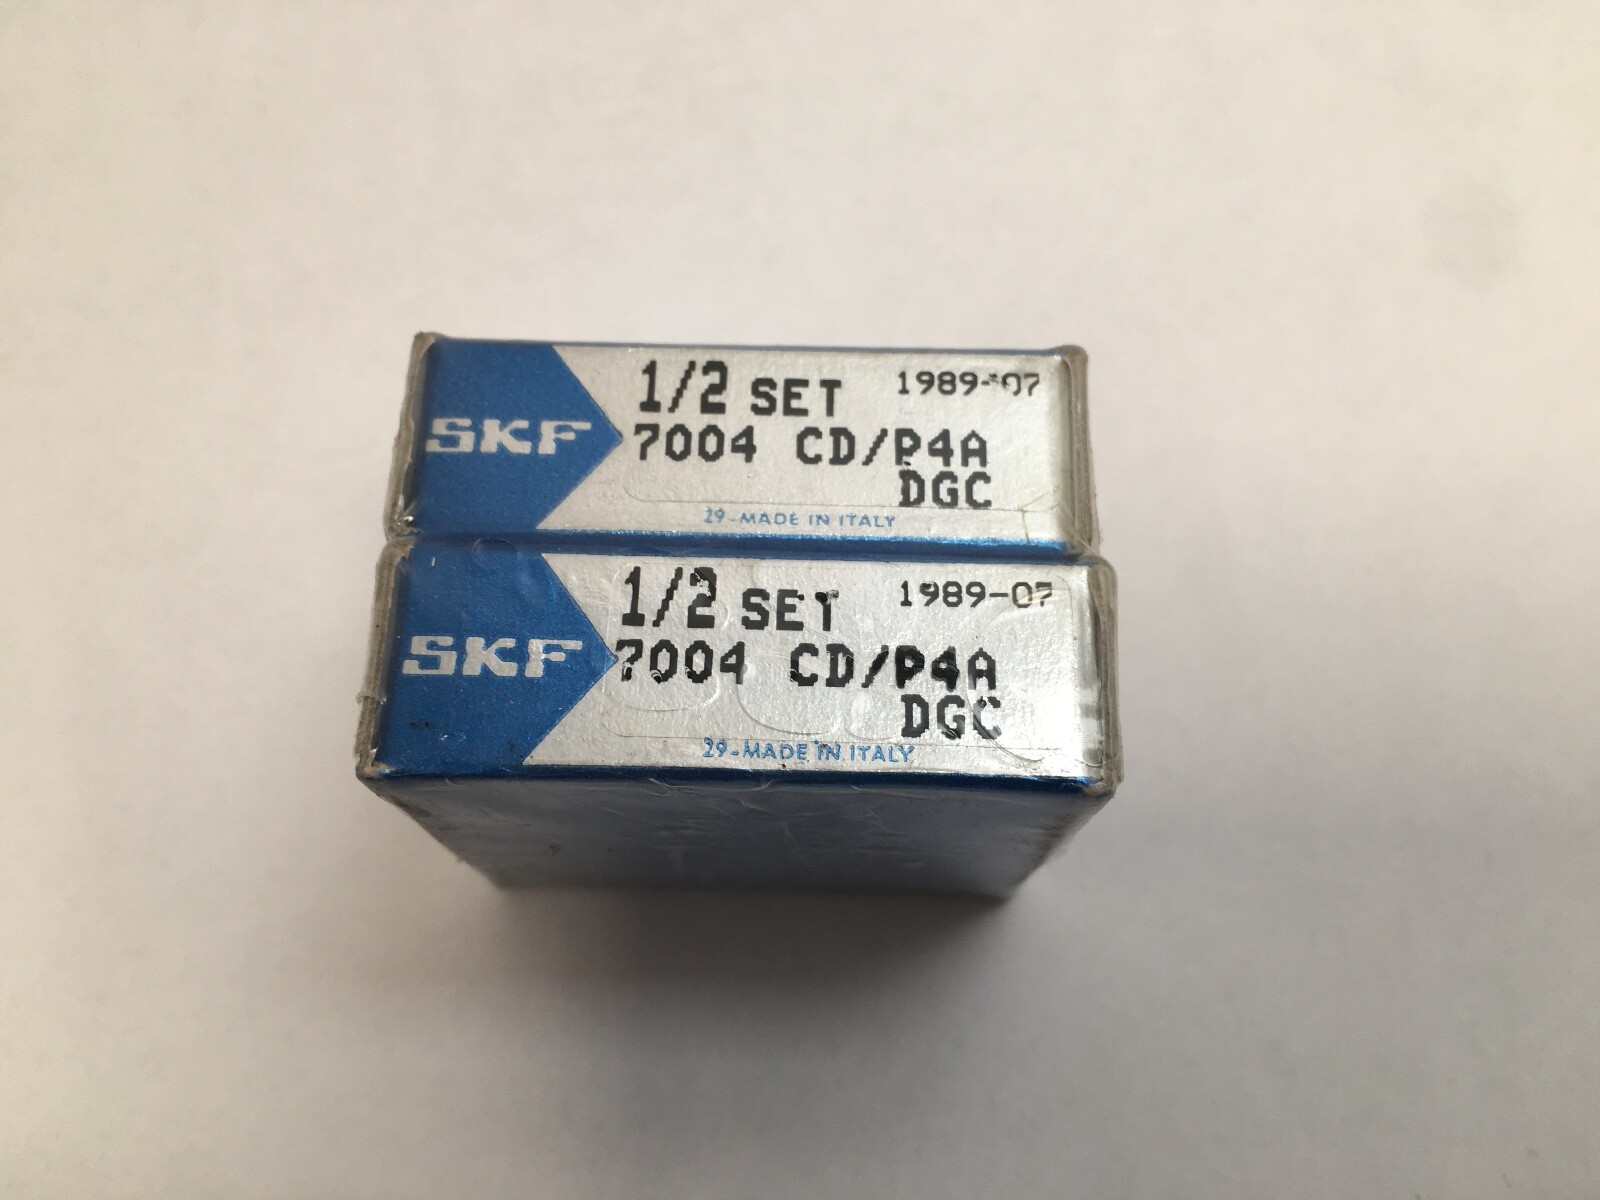 SKF
1/2 SET 1989-07
7004 CD/P4A
DGC
29-MADE IN ITALY
SKF
1/2 SET 1989-07
7004 CD/P4A
DGC
29-MADE IN ITALY